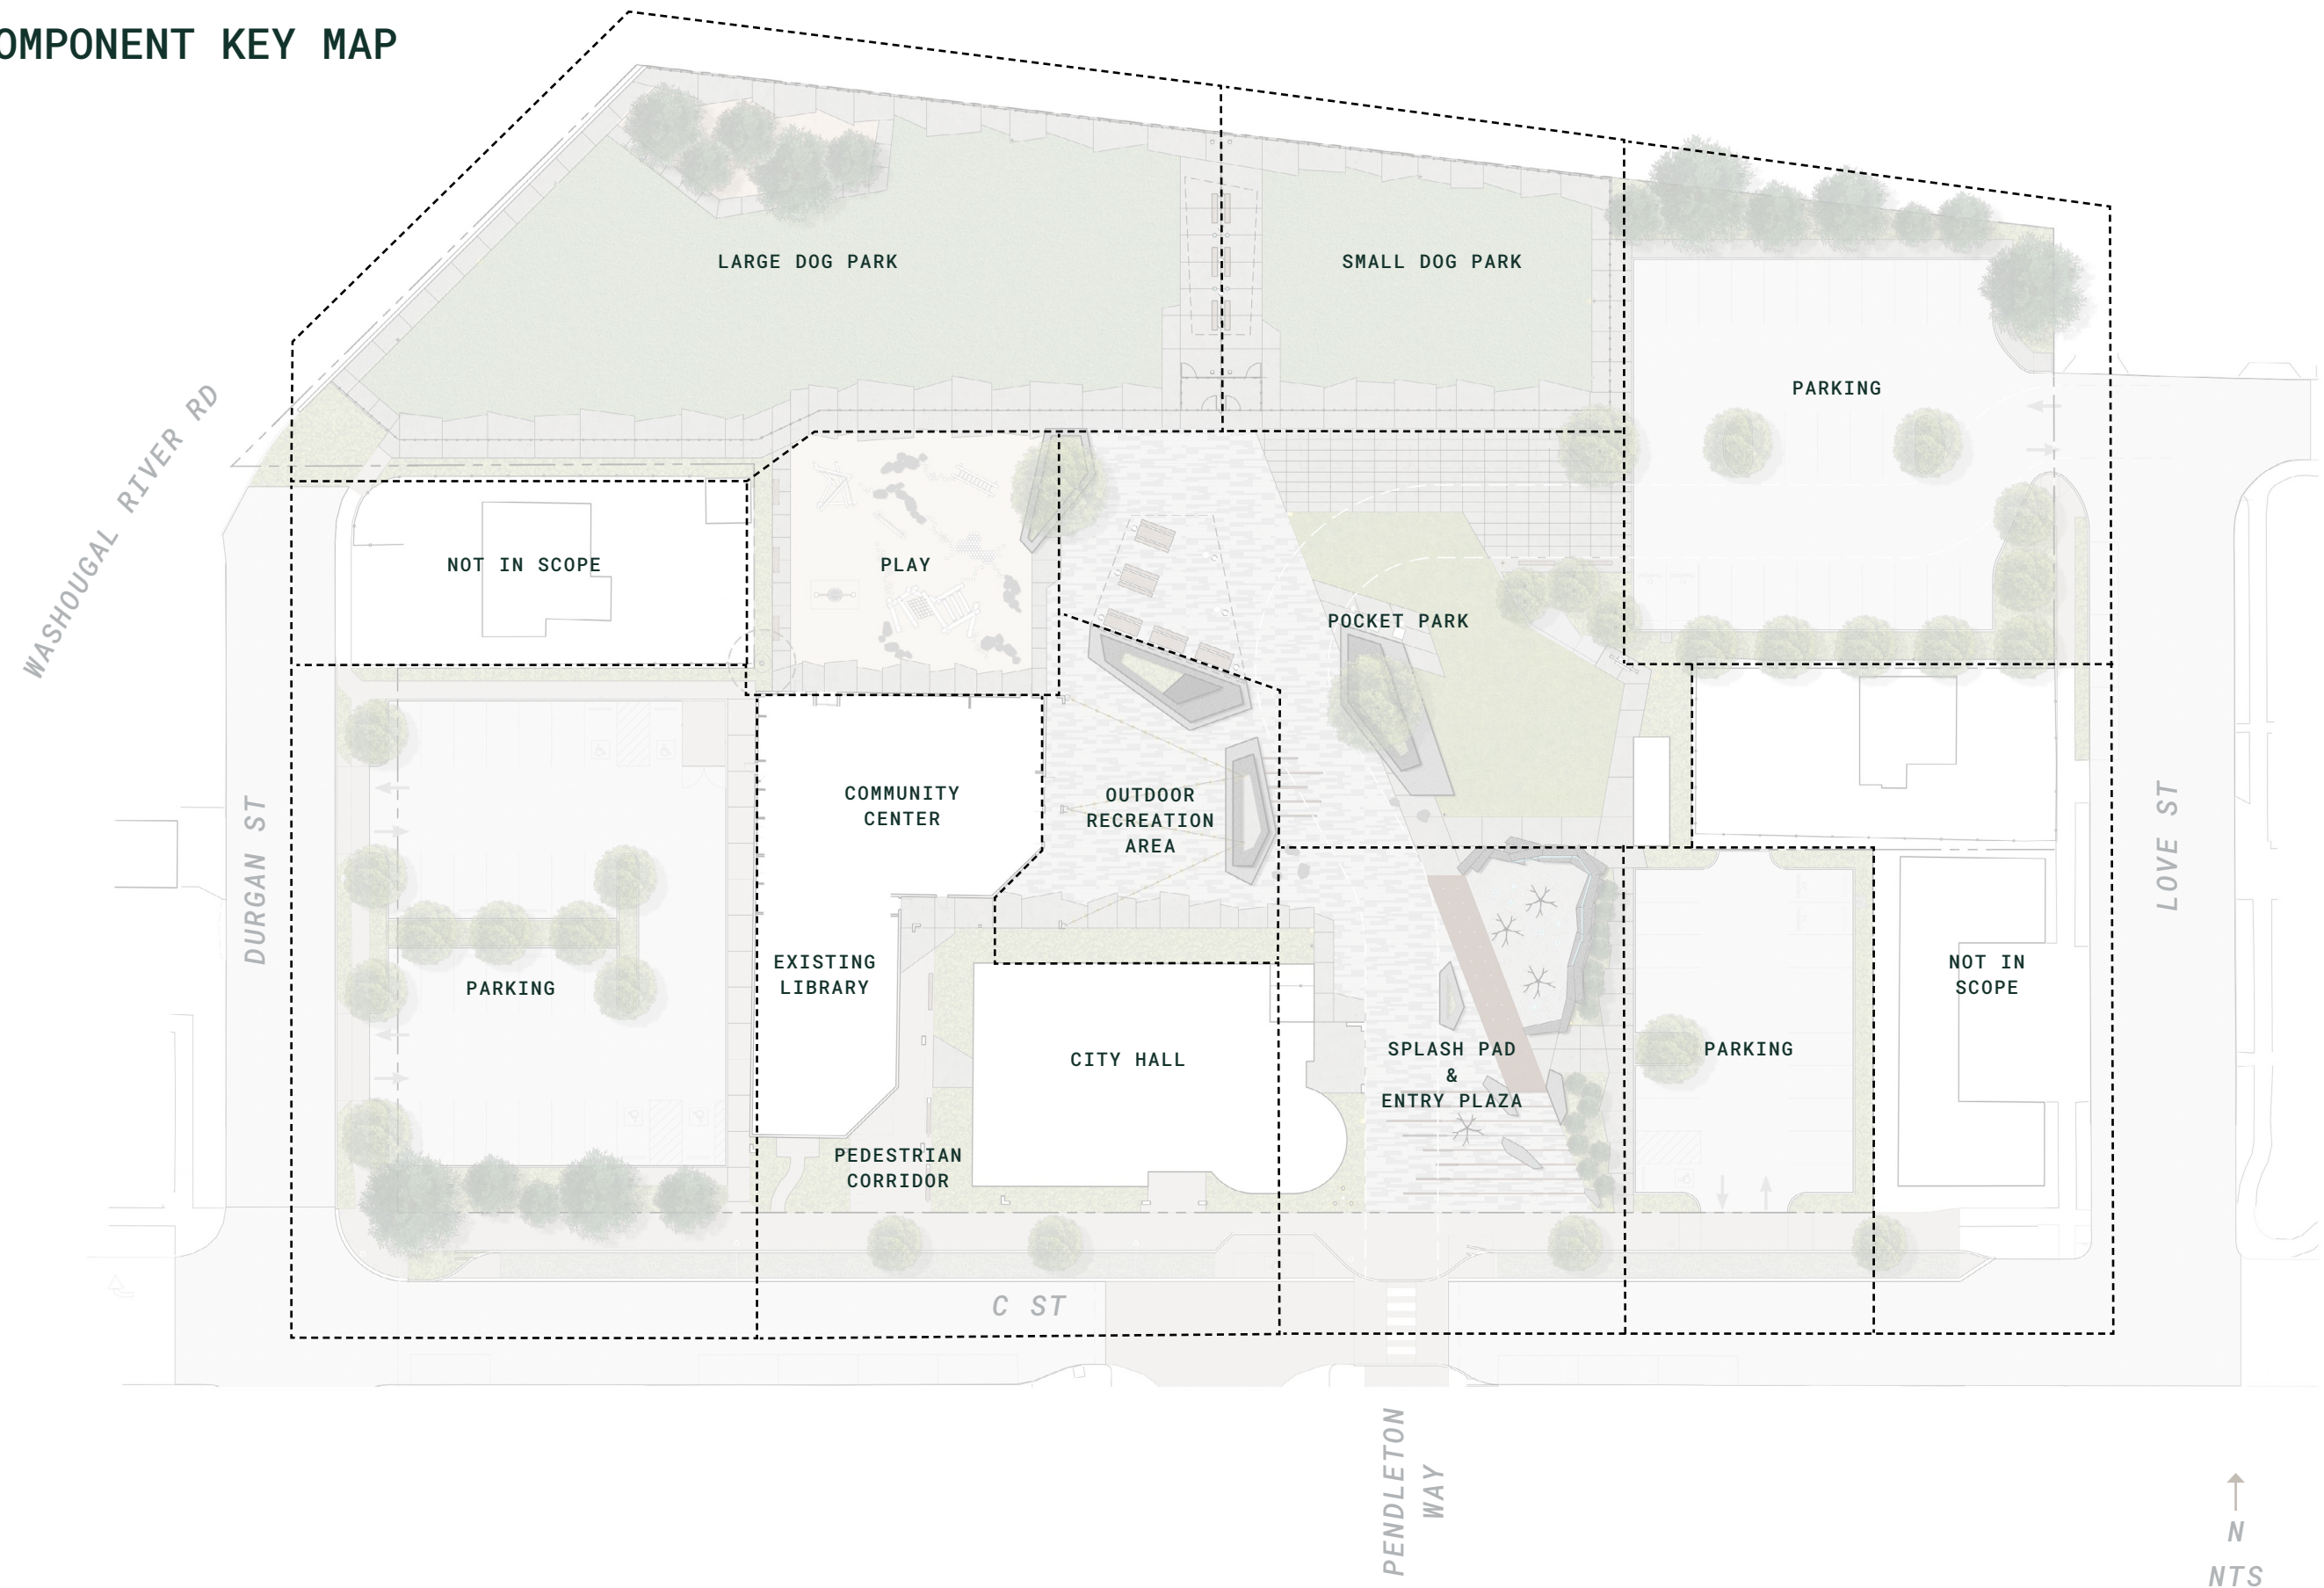 OMPONENT KEY MAP
LARGE DOG PARK
SMALL DOG PARK
PARKING
WASHOUGAL RIVER RD
NOT IN SCOPE
PLAY
POCKET PARK
COMMUNITY
CENTER
OUTDOOR
RECREATION
AREA
DURGAN ST
LOVE ST
EXISTING
LIBRARY
PARKING
NOT IN
SCOPE
CITY HALL
SPLASH PAD
&
ENTRY PLAZA
PARKING
PEDESTRIAN
CORRIDOR
C ST
PENDLETON
WAY
N
NTS